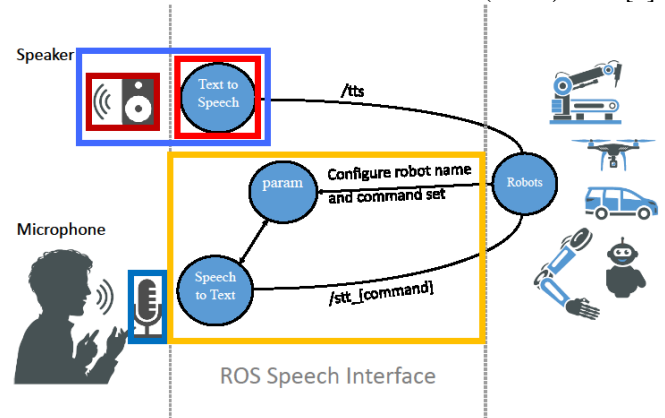 Speaker
Text to
Speech
/tts
param
Configure robot name
and command set
Robots
Microphone
Speech
to Text
/stt_[command]
ROS Speech Interface